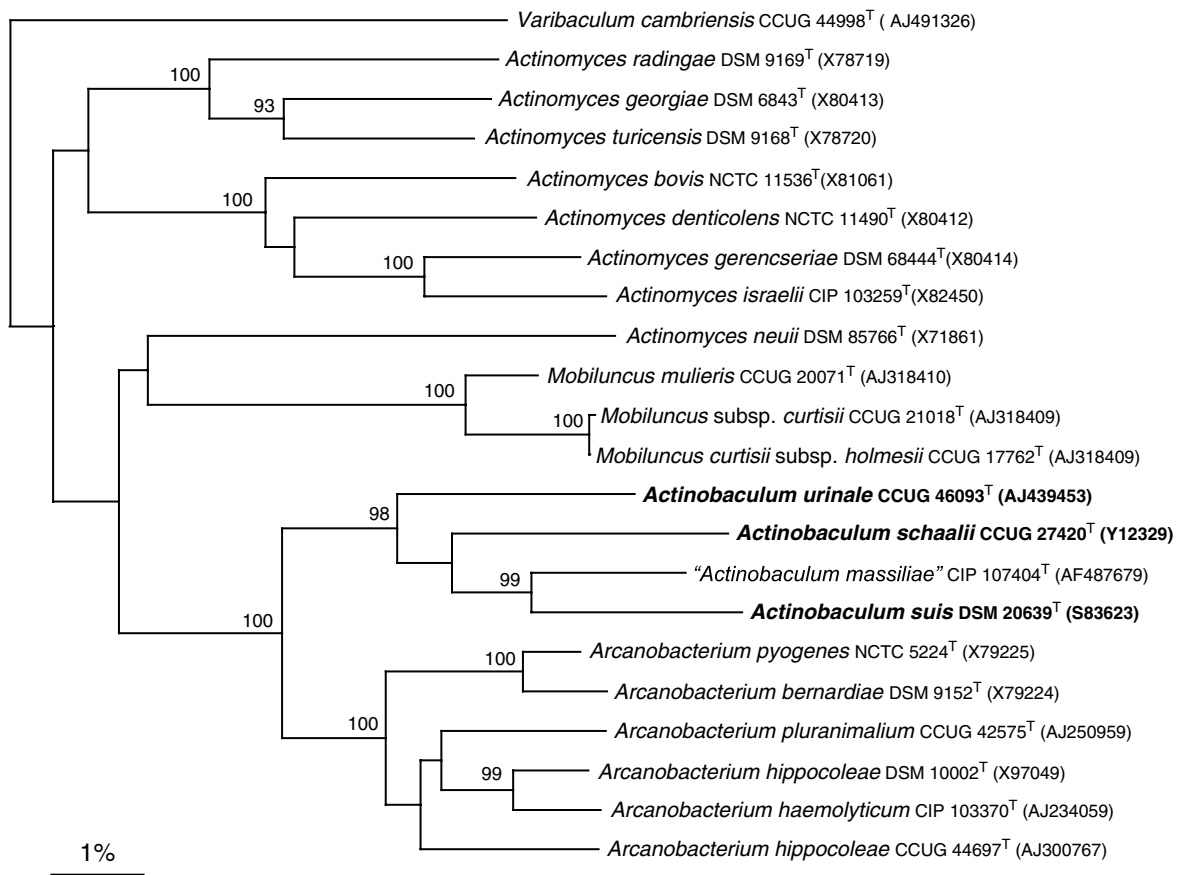 Varibaculum cambriensis CCUG 44998T ( AJ491326)
100
Actinomyces radingae DSM 9169T (X78719)
93
Actinomyces georgiae DSM 6843T (X80413)
Actinomyces turicensis DSM 9168T (X78720)
100
Actinomyces bovis NCTC 11536T(X81061)
Actinomyces denticolens NCTC 11490T (X80412)
100
Actinomyces gerencseriae DSM 68444T(X80414)
Actinomyces israelii CIP 103259T(X82450)
Actinomyces neuii DSM 85766T (X71861)
100
Mobiluncus mulieris CCUG 20071T (AJ318410)
100
Mobiluncus subsp. curtisii CCUG 21018T (AJ318409)
Mobiluncus curtisii subsp. holmesii CCUG 17762T (AJ318409)
98
Actinobaculum urinale CCUG 46093T (AJ439453)
Actinobaculum schaalii CCUG 27420T (Y12329)
99
“Actinobaculum massiliae” CIP 107404T (AF487679)
Actinobaculum suis DSM 20639T (S83623)
100
100
Arcanobacterium pyogenes NCTC 5224T (X79225)
Arcanobacterium bernardiae DSM 9152T (X79224)
100
Arcanobacterium pluranimalium CCUG 42575T (AJ250959)
99
Arcanobacterium hippocoleae DSM 10002T (X97049)
Arcanobacterium haemolyticum CIP 103370T (AJ234059)
Arcanobacterium hippocoleae CCUG 44697T (AJ300767)
1%